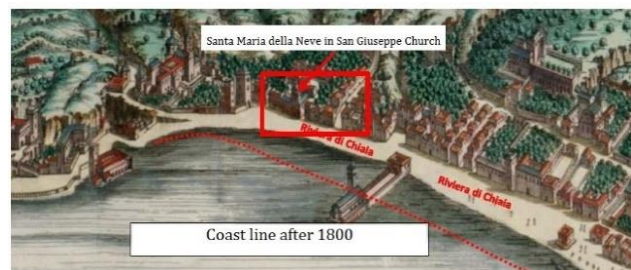 Santa Maria della Neve in San Giuseppe Church
Riviera di Chiaia
Riviera di Chiaia
Coast line after 1800